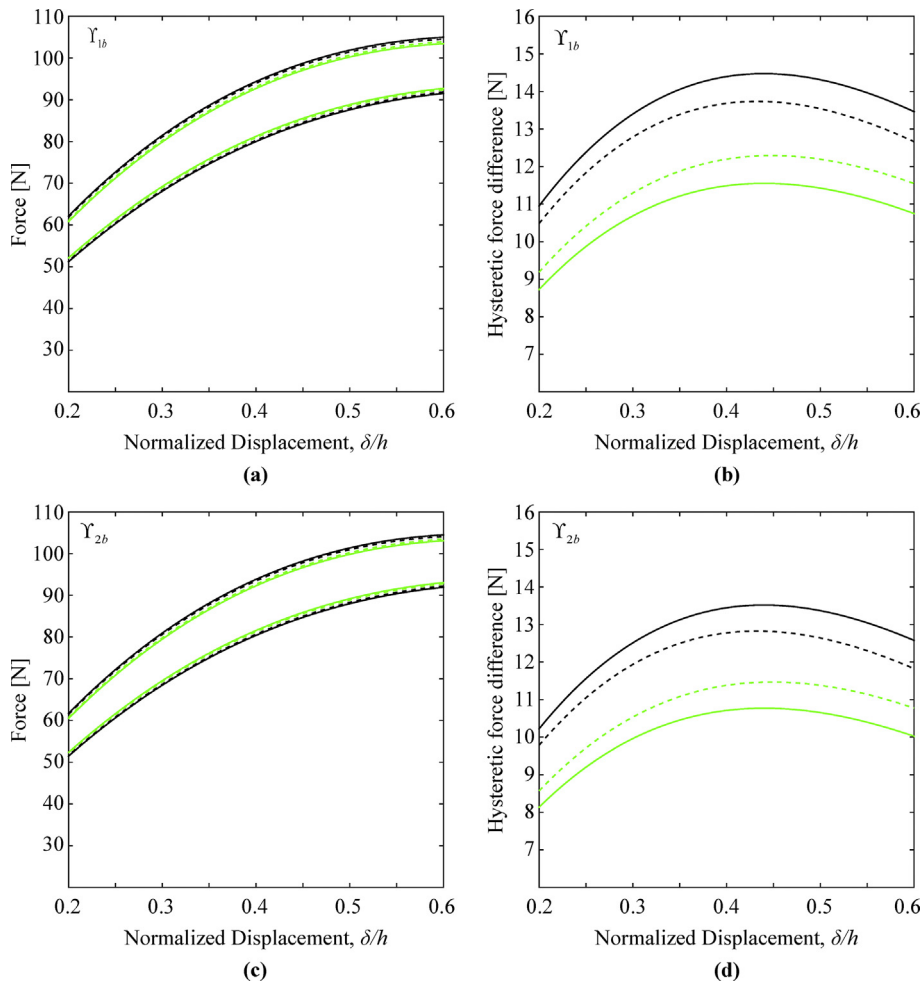 110
100
90
80
70
60
50
30
Force [N]
ϒ1b
0.2 0.3 0.4 0.5 0.6
Normalized Displacement, δ/h
(a)
16
15
14
13
12
11
10
9
8
7
Hysteretic force difference [N]
ϒ1b
0.2 0.3 0.4 0.5 0.6
Normalized Displacement, δ/h
(b)
110
100
90
80
70
60
50
40
30
20
Force [N]
ϒ2b
0.2 0.3 0.4 0.5 0.6
Normalized Displacement, δ/h
(c)
16
15
14
13
12
11
10
9
8
7
Hysteretic force difference [N]
ϒ2b
0.2 0.3 0.4 0.5 0.6
Normalized Displacement, δ/h
(d)